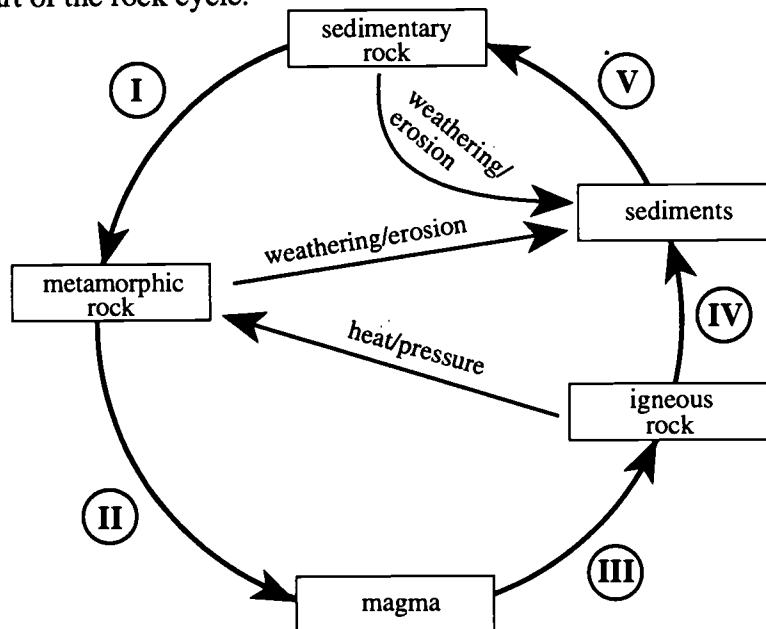 art of the rock cycle.
sedimentary
rock
I
V
weathering/
erosion
sediments
weathering/erosion
metamorphic
rock
IV
heat/pressure
igneous
rock
II
III
magma